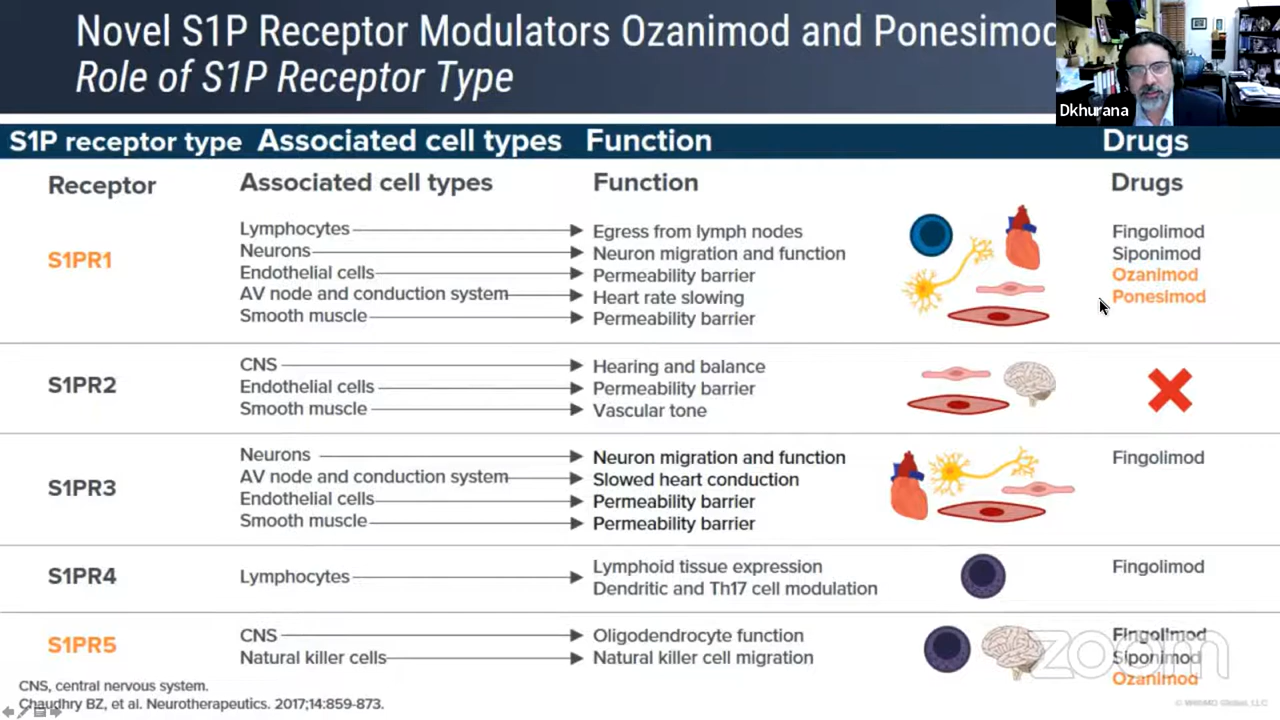 Novel S1P Receptor Modulators Ozanimod and Ponesimod
Role of S1P Receptor Type
Dkhurana
S1P receptor type Associated cell types Function Drugs
Receptor Associated cell types Function Drugs
S1PR1
Lymphocytes Egress from lymph nodes Fingolimod
Neurons Neuron migration and function Siponimod
Endothelial cells Permeability barrier Ozanimod
AV node and conduction system Heart rate slowing Ponesimod
Smooth muscle Permeability barrier
S1PR2
CNS Hearing and balance
Endothelial cells Permeability barrier
Smooth muscle Vascular tone
S1PR3
Neurons Neuron migration and function Fingolimod
AV node and conduction system Slowed heart conduction
Endothelial cells Permeability barrier
Smooth muscle Permeability barrier
S1PR4
Lymphocytes Lymphoid tissue expression Fingolimod
Dendritic and Th17 cell modulation
S1PR5
CNS Oligodendrocyte function Fingolimod
Natural killer cells Natural killer cell migration Siponimod
Ozanimod
zoom
CNS, central nervous system.
Chaudhry BZ, et al. Neurotherapeutics. 2017;14:859-873.
© WebMD Global, LLC